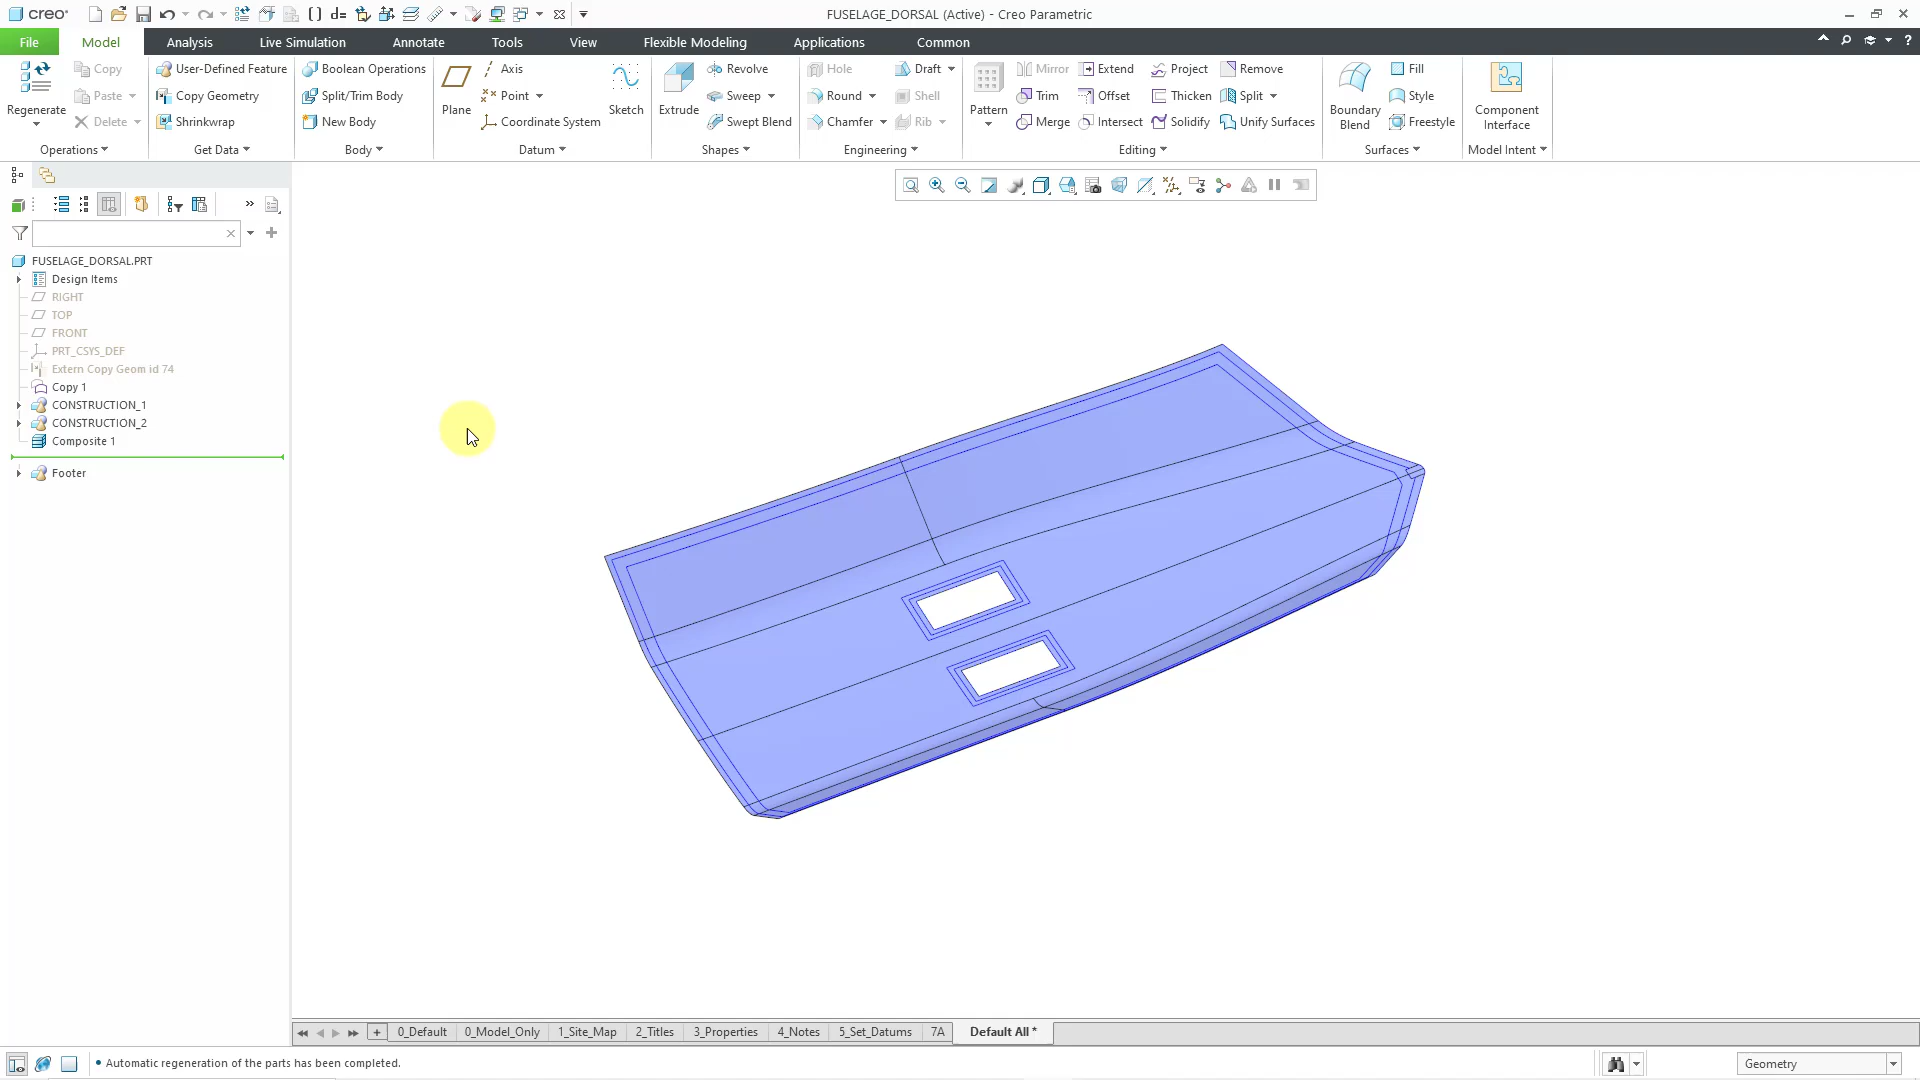 creo
FUSELAGE_DORSAL (Active) - Creo Parametric
File Model Analysis Live Simulation Annotate Tools View Flexible Modeling Applications Common
Regenerate
Copy
Paste
Delete
Operations
User-Defined Feature
Copy Geometry
Shrinkwrap
Get Data
Boolean Operations
Split/Trim Body
New Body
Body
Plane
Axis
Point
Coordinate System
Sketch
Datum
Extrude
Revolve
Sweep
Swept Blend
Shapes
Hole
Draft
Round
Shell
Chamfer
Rib
Engineering
Pattern
Mirror
Extend
Project
Remove
Trim
Offset
Thicken
Split
Merge
Intersect
Solidify
Unify Surfaces
Editing
Boundary
Blend
Fill
Style
Freestyle
Surfaces
Component
Interface
Model Intent
FUSELAGE_DORSAL.PRT
Design Items
RIGHT
TOP
FRONT
PRT_CSYS_DEF
Extern Copy Geom id 74
Copy 1
CONSTRUCTION_1
CONSTRUCTION_2
Composite 1
Footer
0_Default 0_Model_Only 1_Site_Map 2_Titles 3_Properties 4_Notes 5_Set_Datums 7A Default All *
• Automatic regeneration of the parts has been completed.
Geometry